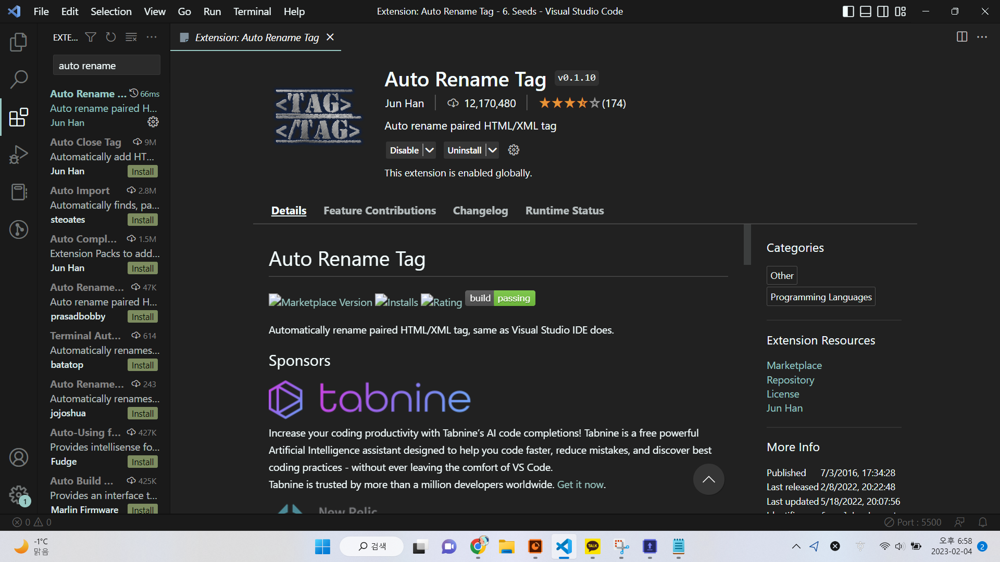 File Edit Selection View Go Run Terminal Help
Extension: Auto Rename Tag - 6. Seeds - Visual Studio Code
EXTE...
auto rename
Auto Rename ... 66ms
Auto rename paired H...
Jun Han
Auto Close Tag 9M
Automatically add HT...
Jun Han Install
Auto Import 2.8M
Automatically finds, pa...
steoates Install
Auto Compl... 1.5M
Extension Packs to add...
Jun Han Install
Auto Rename... 47K
Auto rename paired H...
prasadbobby Install
Terminal Aut... 614
Automatically renames...
batatop Install
Auto Rename... 243
Automatically renames...
jojoshua Install
Auto-Using f... 427K
Provides intellisense fo...
Fudge Install
Auto Build ... 425K
Provides an interface t...
Marlin Firmware Install
1
Extension: Auto Rename Tag
<TAG>
</TAG>
Auto Rename Tag v0.1.10
Jun Han 12,170,480 (174)
Auto rename paired HTML/XML tag
Disable Uninstall
This extension is enabled globally.
Details Feature Contributions Changelog Runtime Status
Auto Rename Tag
Marketplace Version Installs Rating build passing
Automatically rename paired HTML/XML tag, same as Visual Studio IDE does.
Sponsors
tabnine
Increase your coding productivity with Tabnine's AI code completions! Tabnine is a free powerful
Artificial Intelligence assistant designed to help you code faster, reduce mistakes, and discover best
coding practices - without ever leaving the comfort of VS Code.
Tabnine is trusted by more than a million developers worldwide. Get it now.
New Relic
Categories
Other
Programming Languages
Extension Resources
Marketplace
Repository
License
Jun Han
More Info
Published 7/3/2016, 17:34:28
Last released 2/8/2022, 20:22:48
Last updated 5/18/2022, 20:07:56
0 0
Port : 5500
-1°C
맑음
검색
TALK
오후 6:58
2023-02-04
2